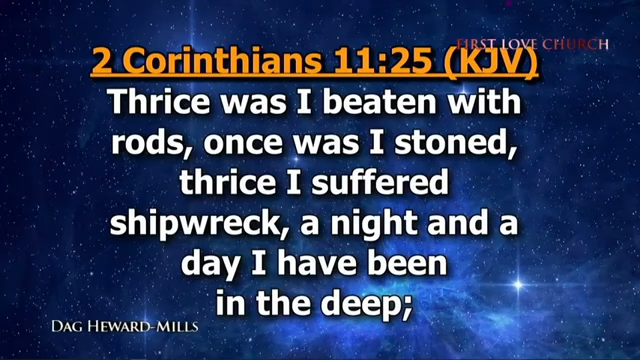 FIRST LOVE CHURCH
2 Corinthians 11:25 (KJV)
Thrice was I beaten with
rods, once was I stoned,
thrice I suffered
shipwreck, a night and a
day I have been
in the deep;
DAG HEWARD-MILLS